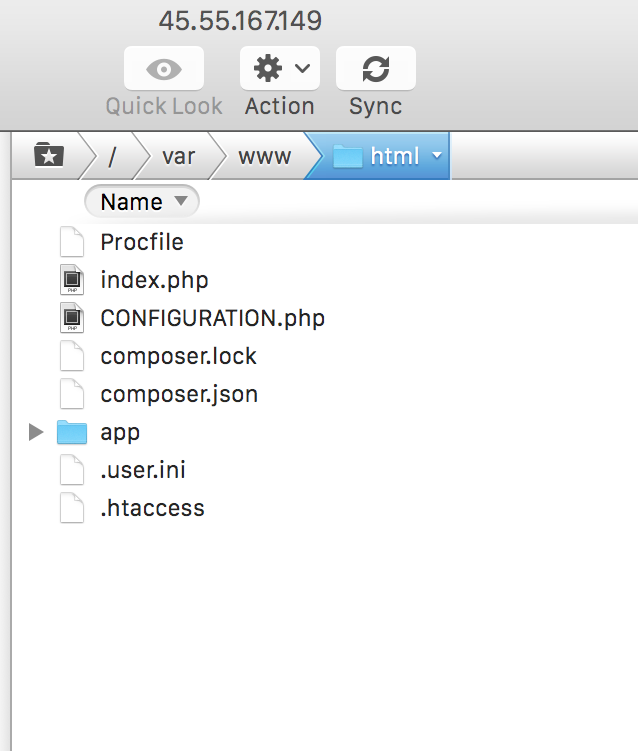 45.55.167.149
Quick Look Action Sync
/ var www html
Name
Procfile
PHP index.php
PHP CONFIGURATION.php
composer.lock
composer.json
app
.user.ini
.htaccess